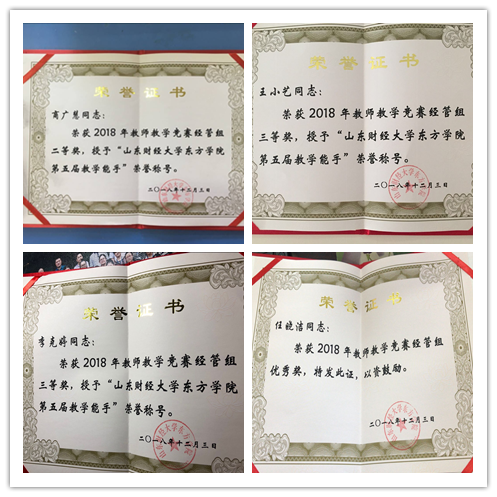 荣誉证书
商广慧同志:
荣获2018年教师教学竞赛经管组
二等奖，授予“山东财经大学东方学院
第五届教学能手”荣誉称号。
二〇一八年十二月三日
荣誉证书
王小艺同志:
荣获2018年教师教学竞赛经管组
三等奖，授予“山东财经大学东方学院
第五届教学能手”荣誉称号。
二〇一八年十二月三日
荣誉证书
李克爵同志:
荣获2018年教师教学竞赛经管组
三等奖，授予“山东财经大学东方学院
第五届教学能手”荣誉称号。
二〇一八年十二月三日
荣誉证书
任晓洁同志:
荣获2018年教师教学竞赛经管组
优秀奖，特发此证，以资鼓励。
二〇一八年十二月三日